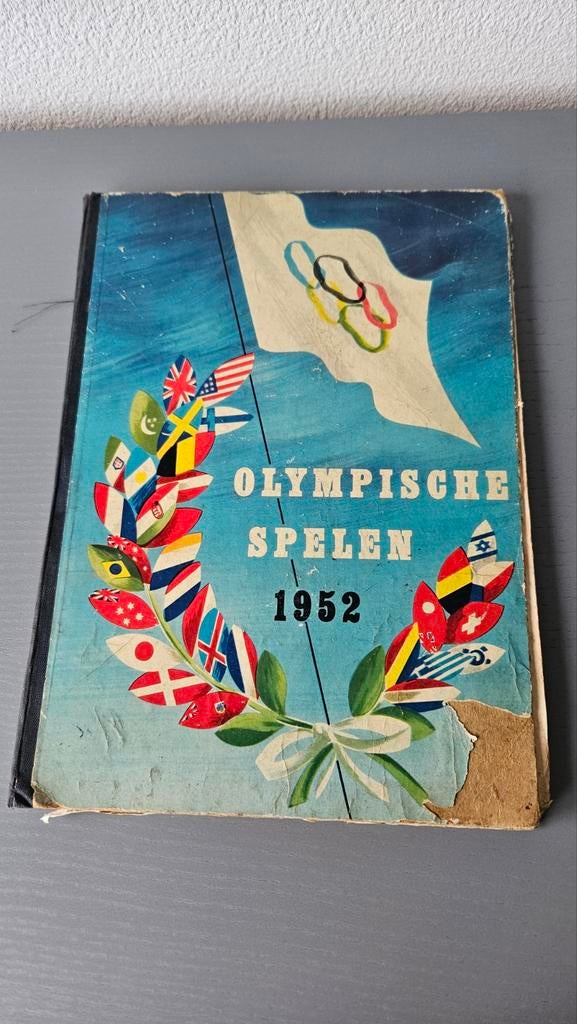 OLYMPISCHE
SPELEN
1952